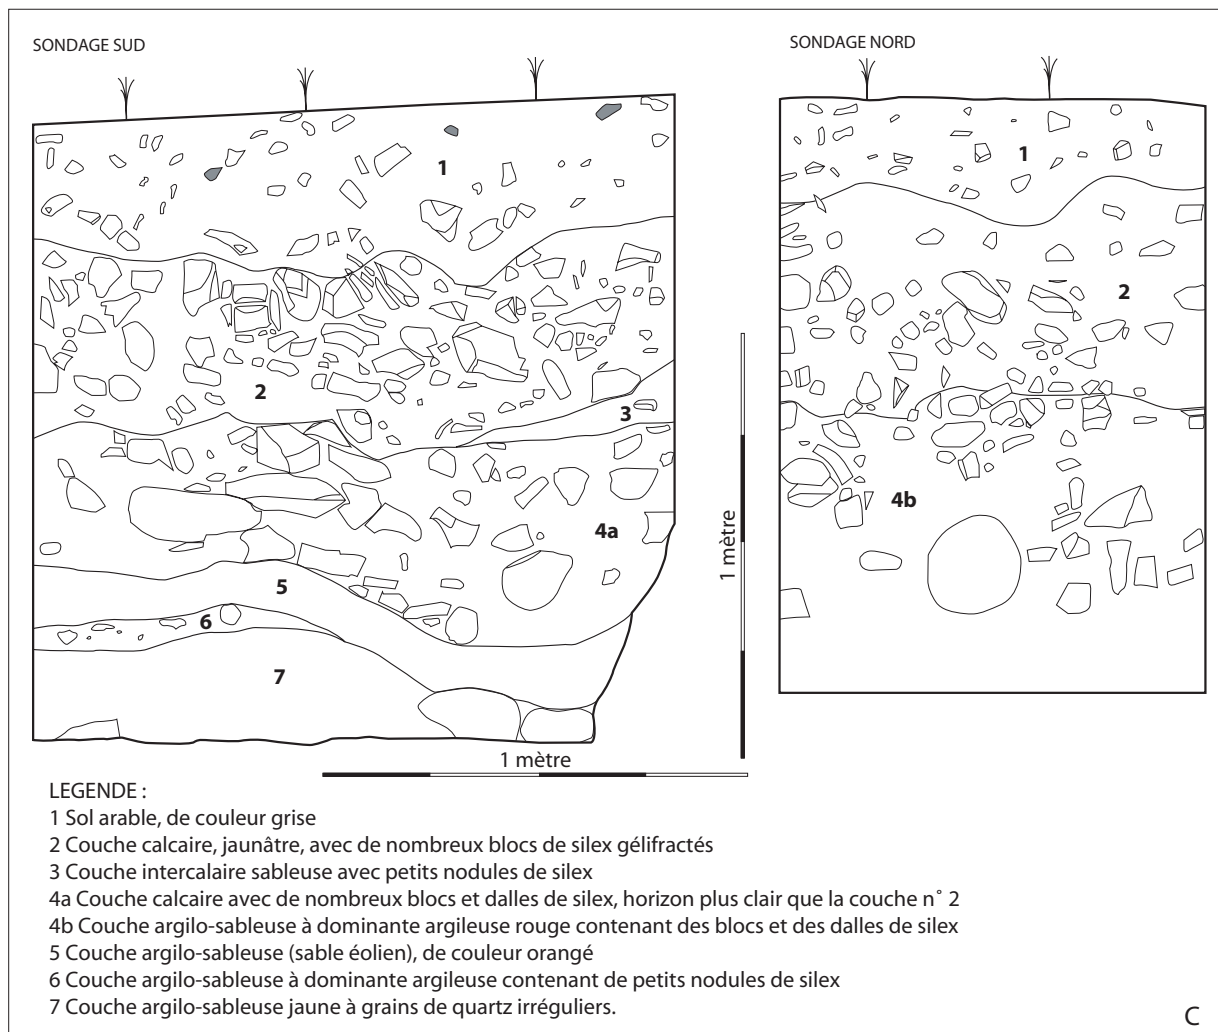 SONDAGE SUD
SONDAGE NORD
1
1
2
2
3
4a
4b
5
6
7
1 mètre
1 mètre
LEGENDE :
1 Sol arable, de couleur grise
2 Couche calcaire, jaunâtre, avec de nombreux blocs de silex gélifractés
3 Couche intercalaire sableuse avec petits nodules de silex
4a Couche calcaire avec de nombreux blocs et dalles de silex, horizon plus clair que la couche n° 2
4b Couche argilo-sableuse à dominante argileuse rouge contenant des blocs et des dalles de silex
5 Couche argilo-sableuse (sable éolien), de couleur orangé
6 Couche argilo-sableuse à dominante argileuse contenant de petits nodules de silex
7 Couche argilo-sableuse jaune à grains de quartz irréguliers.
C